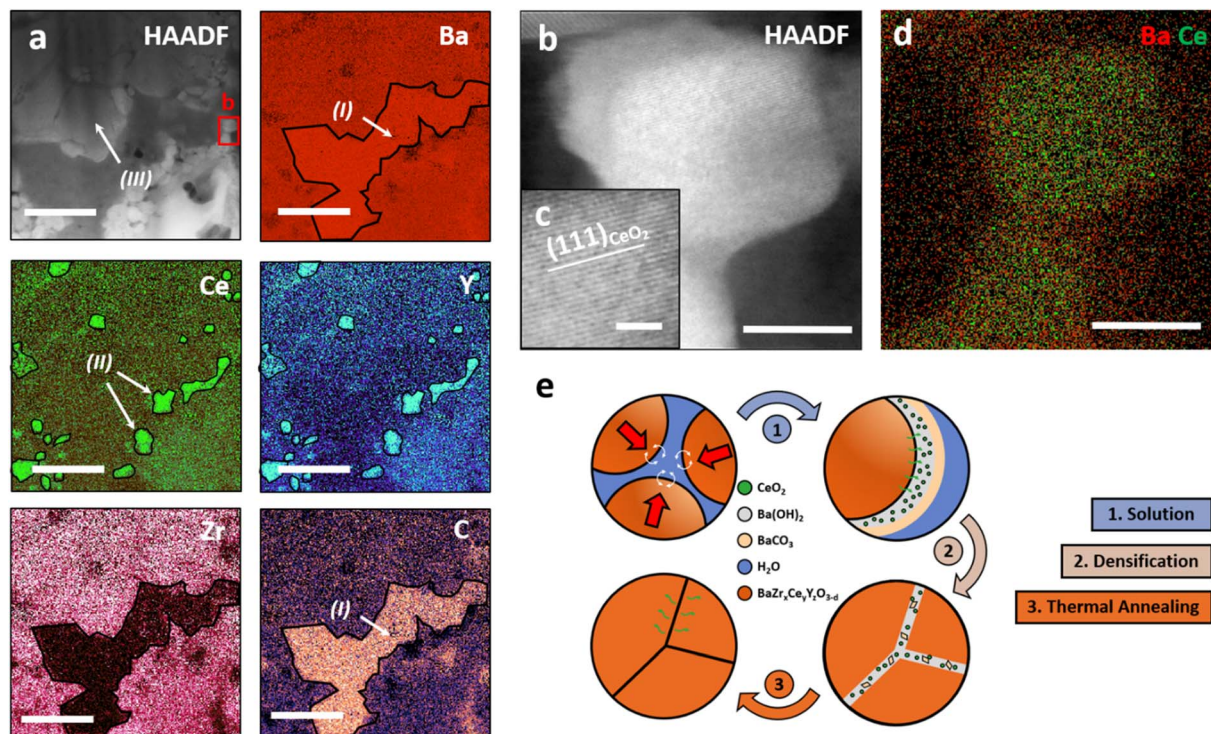 a
HAADF
b
(III)
Ba
(I)
Ce
(II)
Y
Zr
C
(I)
b
HAADF
c
(111)CeO₂
d
Ba Ce
e
1
CeO₂
Ba(OH)₂
BaCO₃
H₂O
BaZrₓCeᵧY₂O₃₋d
2
3
1. Solution
2. Densification
3. Thermal Annealing